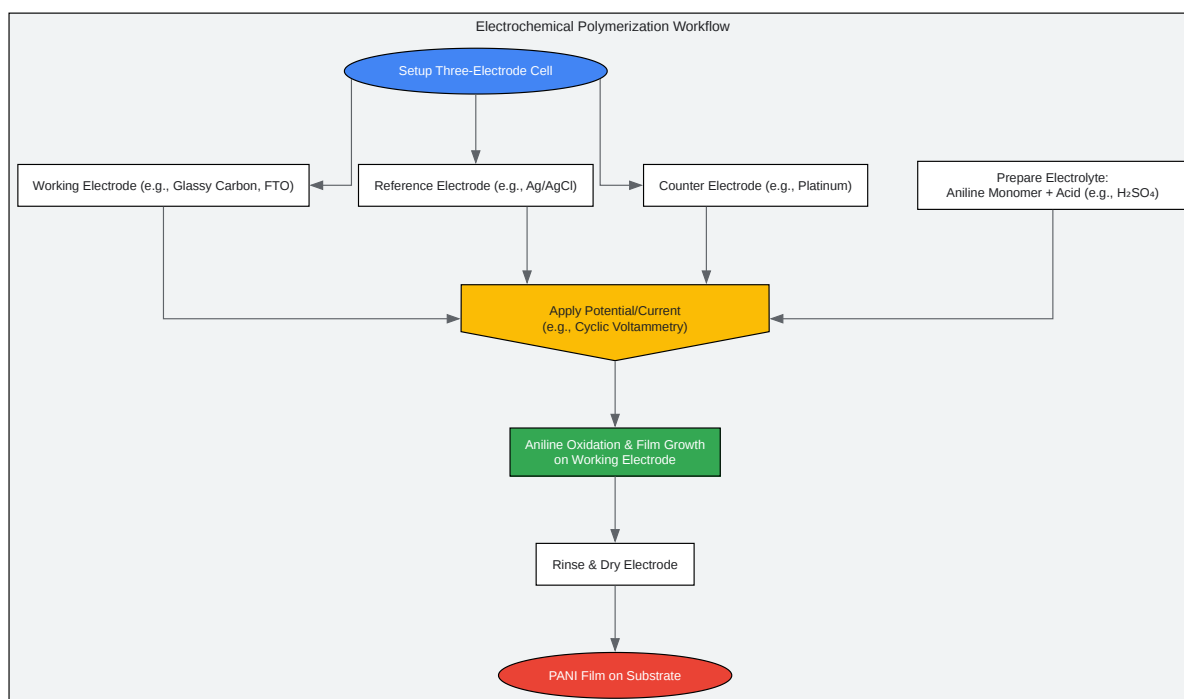 Electrochemical Polymerization Workflow
Setup Three-Electrode Cell
Working Electrode (e.g., Glassy Carbon, FTO)
Reference Electrode (e.g., Ag/AgCl)
Counter Electrode (e.g., Platinum)
Prepare Electrolyte:
Aniline Monomer + Acid (e.g., H₂SO₄)
Apply Potential/Current
(e.g., Cyclic Voltammetry)
Aniline Oxidation & Film Growth
on Working Electrode
Rinse & Dry Electrode
PANI Film on Substrate